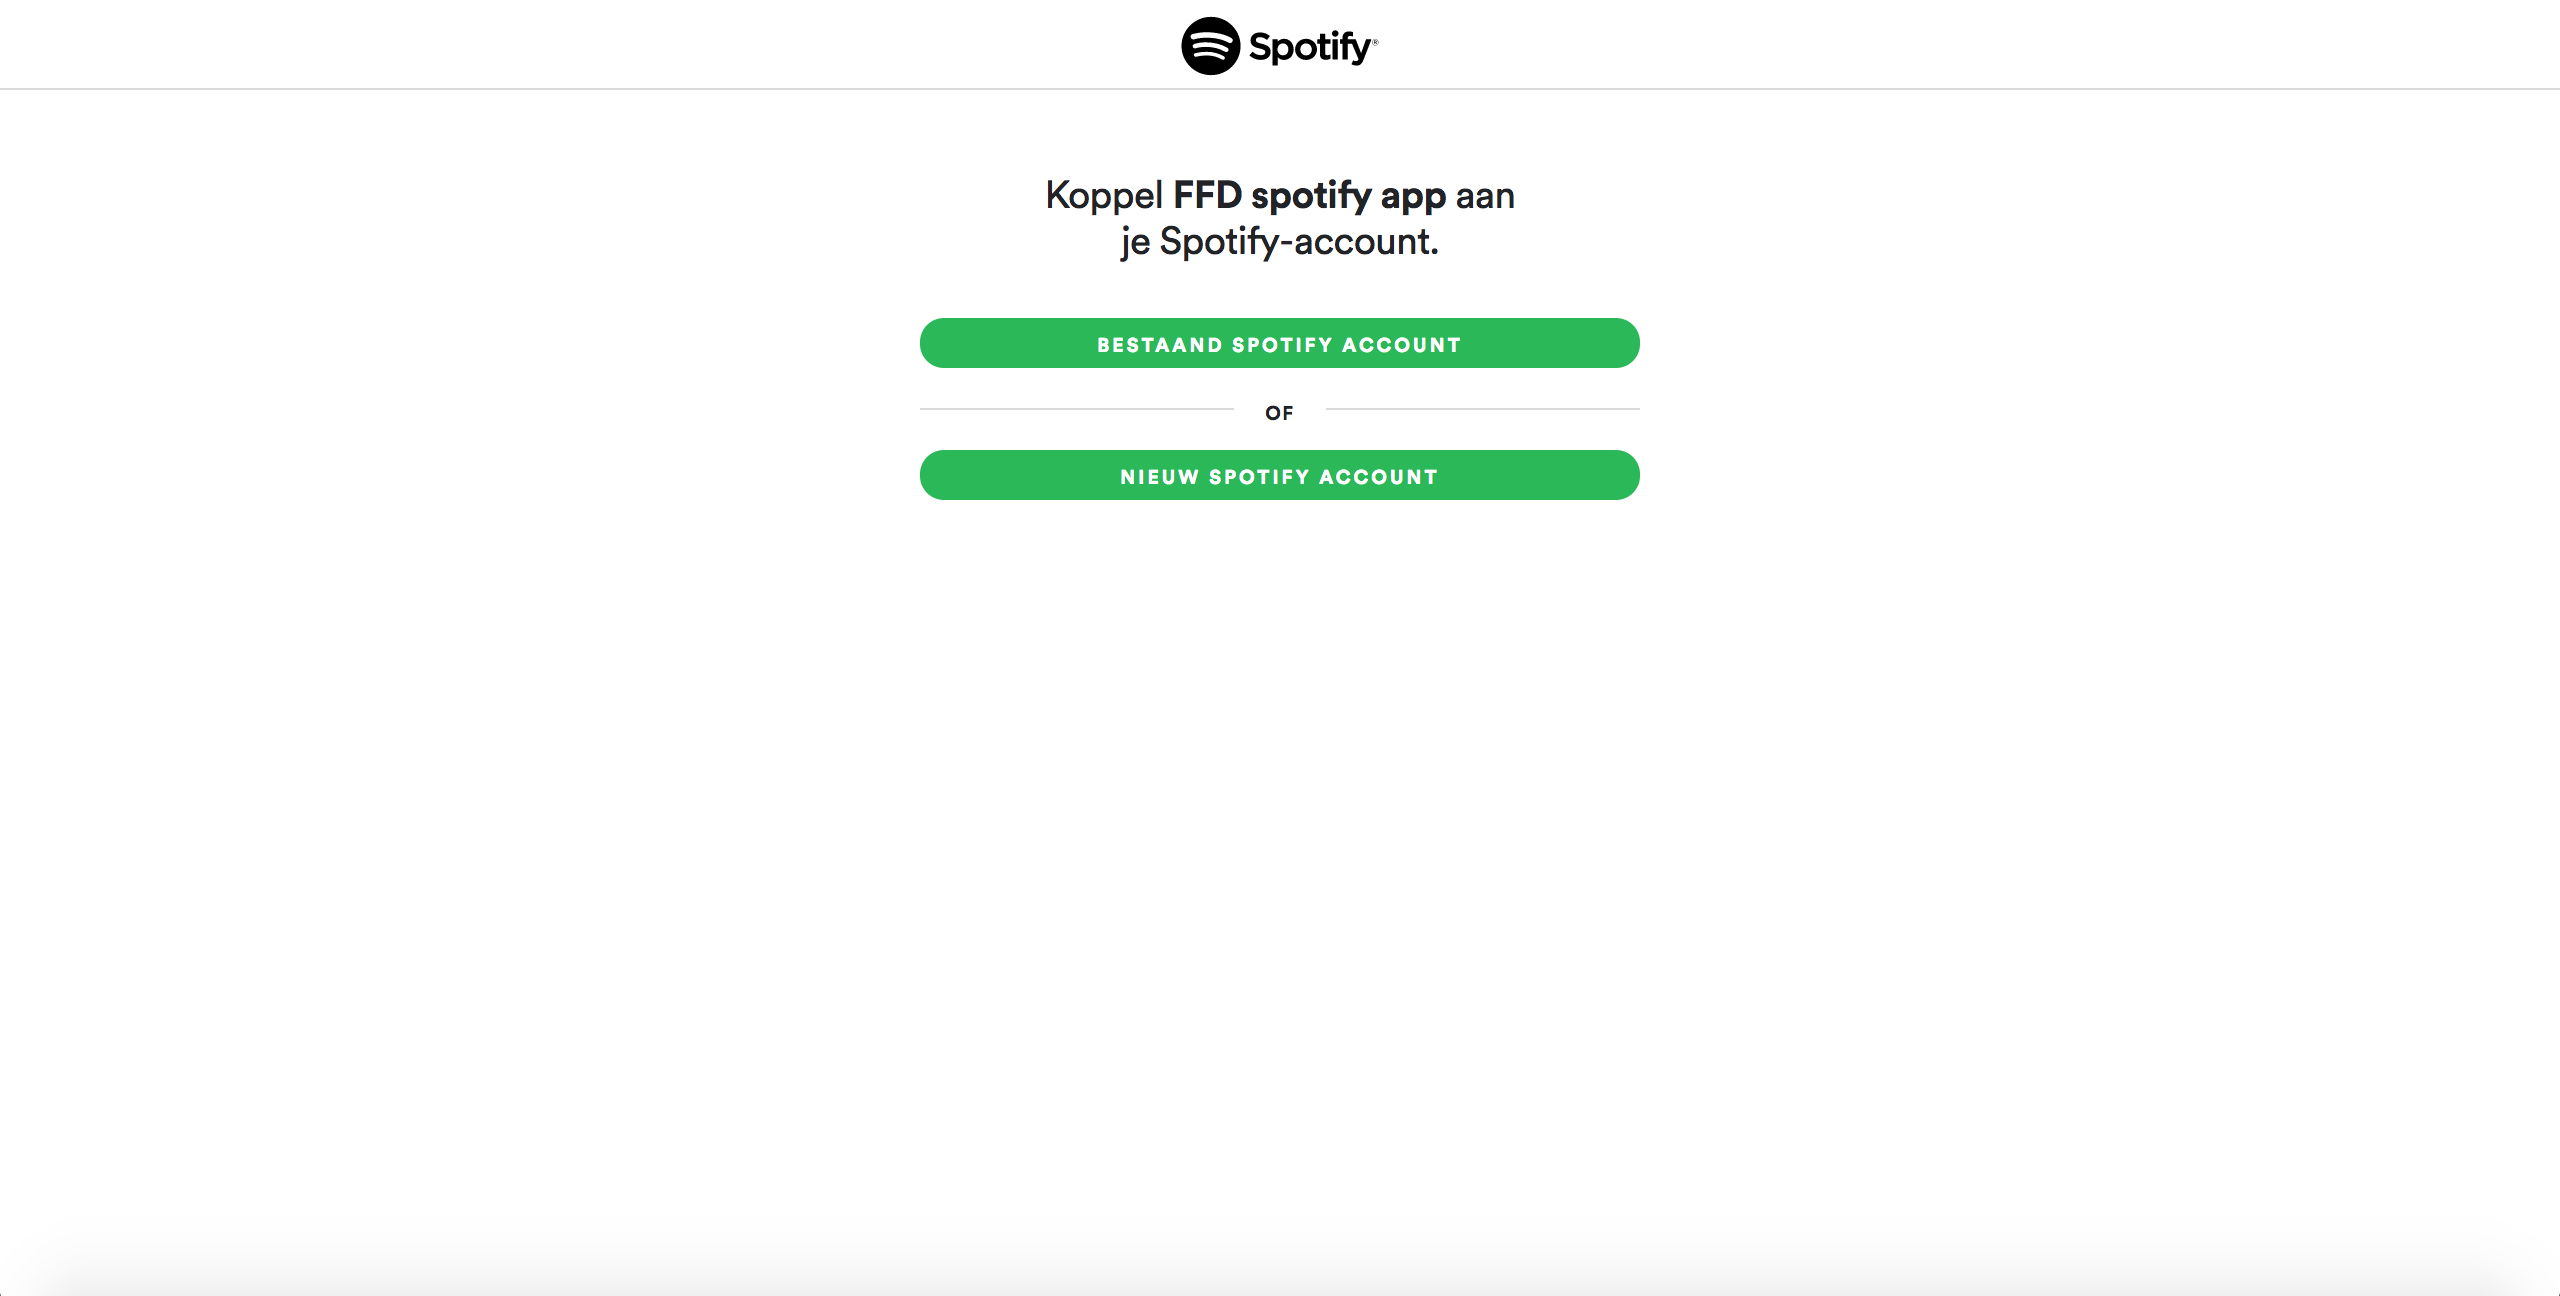 Spotify®
Koppel FFD spotify app aan
je Spotify-account.
BESTAAND SPOTIFY ACCOUNT
OF
NIEUW SPOTIFY ACCOUNT